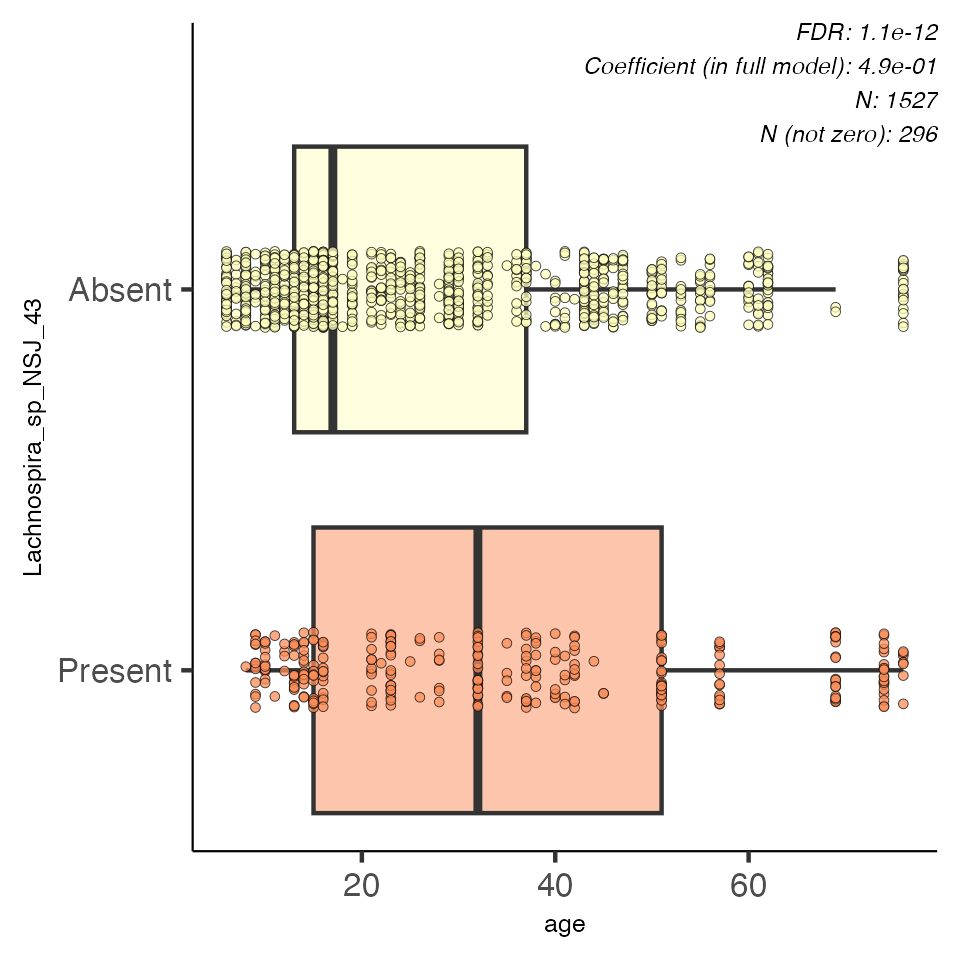 FDR: 1.1e-12
Coefficient (in full model): 4.9e-01
N: 1527
N (not zero): 296
Lachnospira_sp_NSJ_43
Absent
Present
20 40 60
age